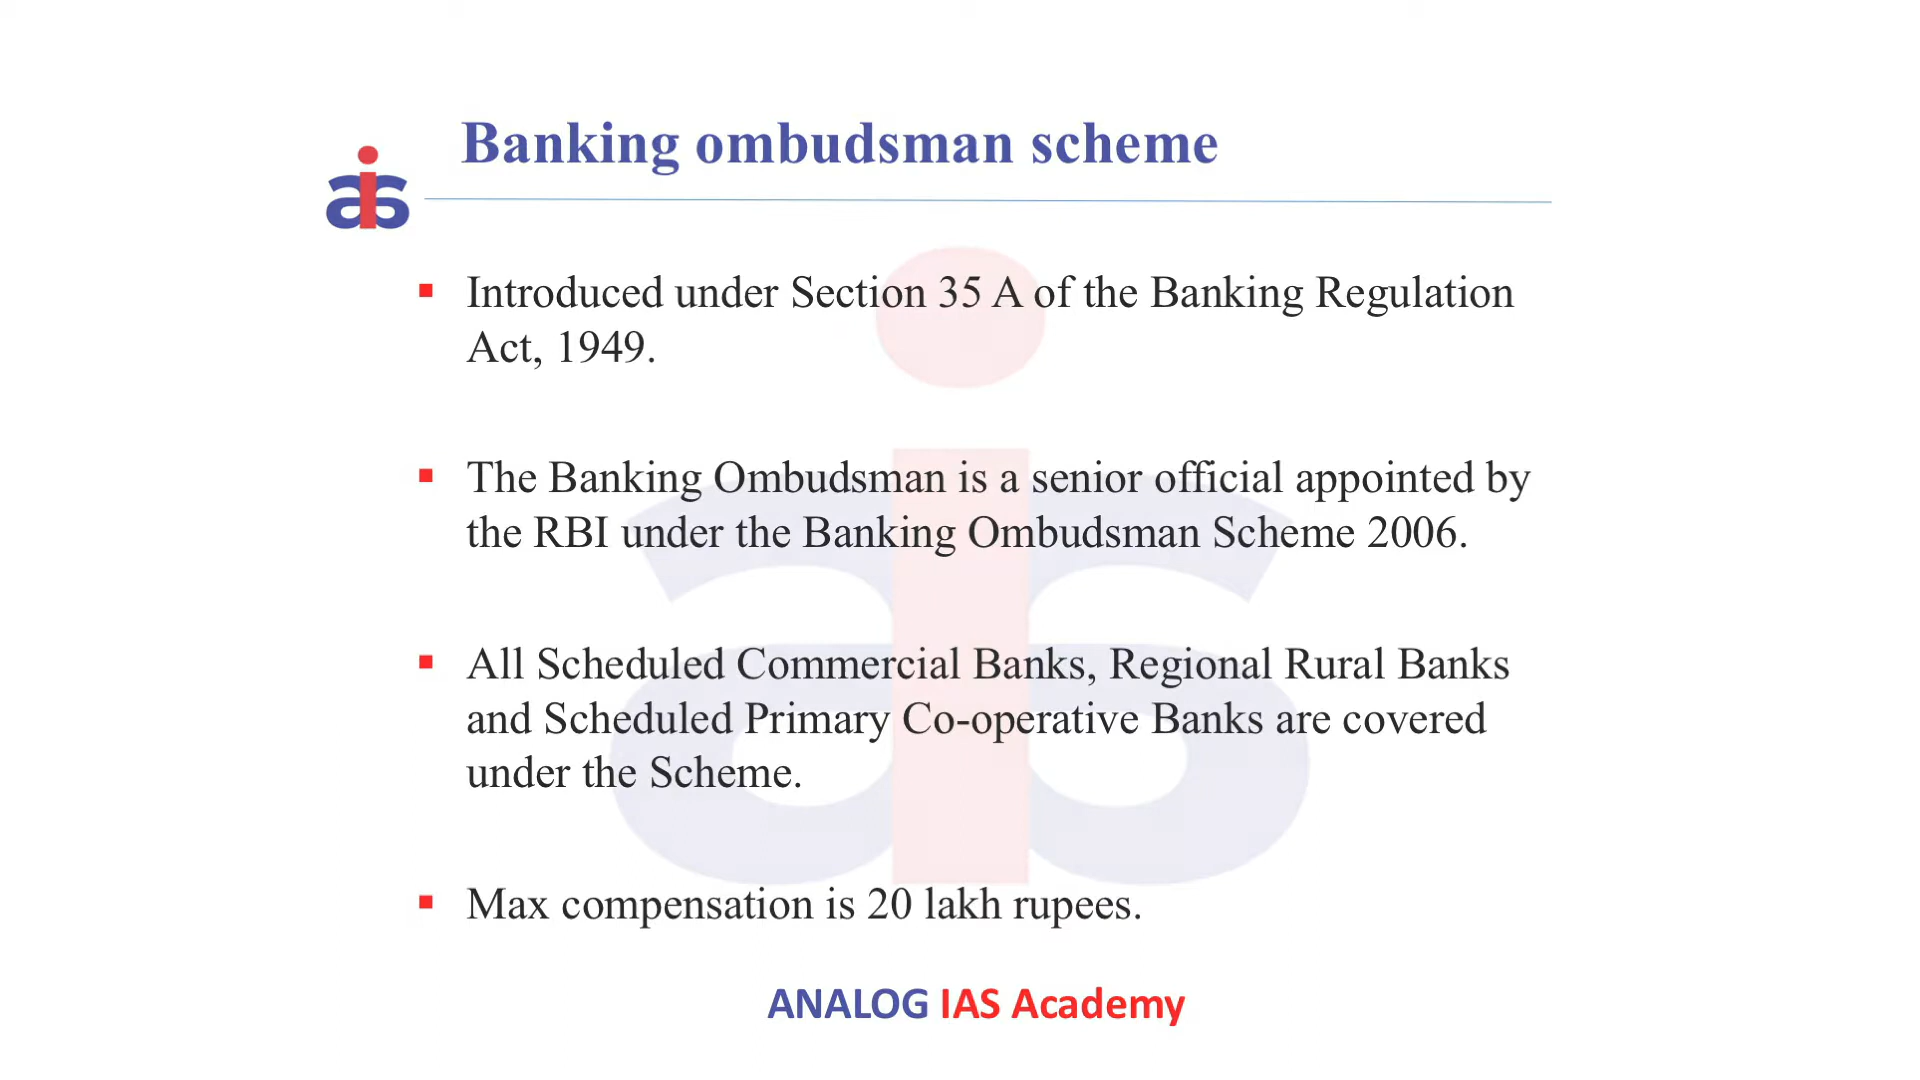 Banking ombudsman scheme
Introduced under Section 35 A of the Banking Regulation
Act, 1949.
The Banking Ombudsman is a senior official appointed by
the RBI under the Banking Ombudsman Scheme 2006.
All Scheduled Commercial Banks, Regional Rural Banks
and Scheduled Primary Co-operative Banks are covered
under the Scheme.
Max compensation is 20 lakh rupees.
ANALOG IAS Academy